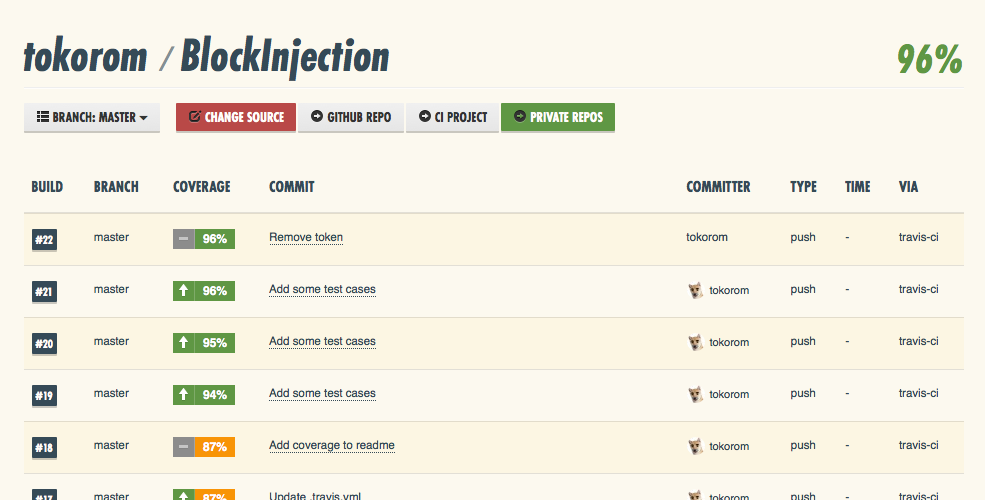 tokorom / BlockInjection 96%
BRANCH: MASTER CHANGE SOURCE GITHUB REPO CI PROJECT PRIVATE REPOS
BUILD BRANCH COVERAGE COMMIT COMMITTER TYPE TIME VIA
#22 master 96% Remove token tokorom push - travis-ci
#21 master 96% Add some test cases tokorom push - travis-ci
#20 master 95% Add some test cases tokorom push - travis-ci
#19 master 94% Add some test cases tokorom push - travis-ci
#18 master 87% Add coverage to readme tokorom push - travis-ci
#17 master 87% Update .travis.yml tokorom push - travis-ci